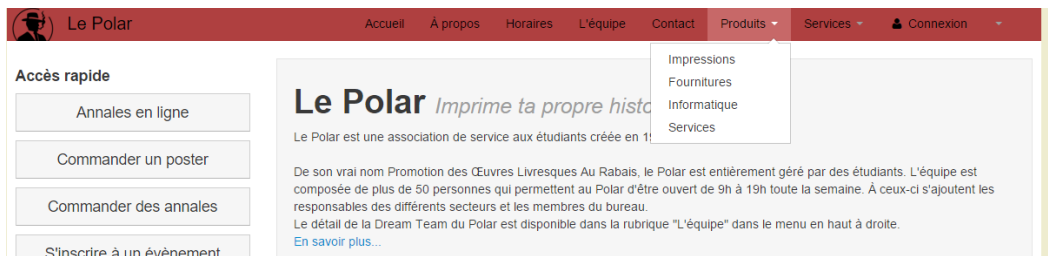 Le Polar Accueil À propos Horaires L'équipe Contact Produits Services Connexion
Impressions
Fournitures
Informatique
Services
Accès rapide
Annales en ligne
Commander un poster
Commander des annales
S'inscrire à un évènement
Le Polar Imprime ta propre
Le Polar est une association de service aux étudiants créée en
De son vrai nom Promotion des Œuvres Livresques Au Rabais, le Polar est entièrement géré par des étudiants. L'équipe est
composée de plus de 50 personnes qui permettent au Polar d'être ouvert de 9h à 19h toute la semaine. À ceux-ci s'ajoutent les
responsables des différents secteurs et les membres du bureau.
Le détail de la Dream Team du Polar est disponible dans la rubrique "L'équipe" dans le menu en haut à droite.
En savoir plus...